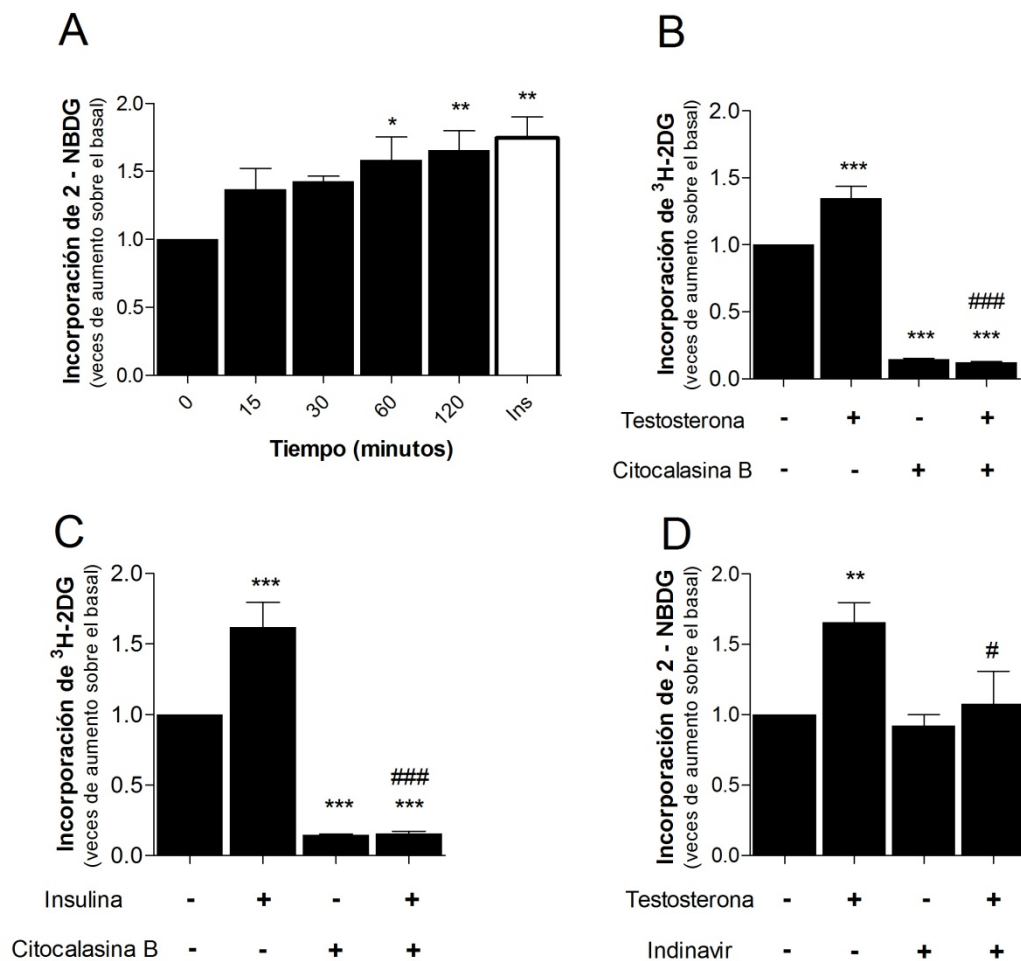 A
Incorporación de 2 - NBDG
(veces de aumento sobre el basal)
2.0
1.5
1.0
0.5
0.0
* ** **
0 15 30 60 120 Ins
Tiempo (minutos)
B
Incorporación de ³H-2DG
(veces de aumento sobre el basal)
2.0
1.5
1.0
0.5
0.0
***
###
*** ***
Testosterona - + - +
Citocalasina B - - + +
C
Incorporación de ³H-2DG
(veces de aumento sobre el basal)
2.0
1.5
1.0
0.5
0.0
***
###
*** ***
Insulina - + - +
Citocalasina B - - + +
D
Incorporación de 2 - NBDG
(veces de aumento sobre el basal)
2.0
1.5
1.0
0.5
0.0
**
#
Testosterona - + - +
Indinavir - - + +